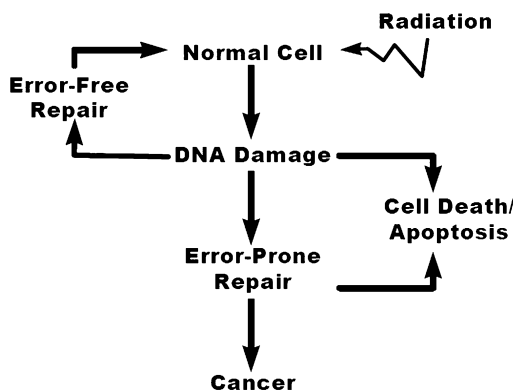 Radiation
Normal Cell
Error-Free
Repair
DNA Damage
Cell Death/
Apoptosis
Error-Prone
Repair
Cancer